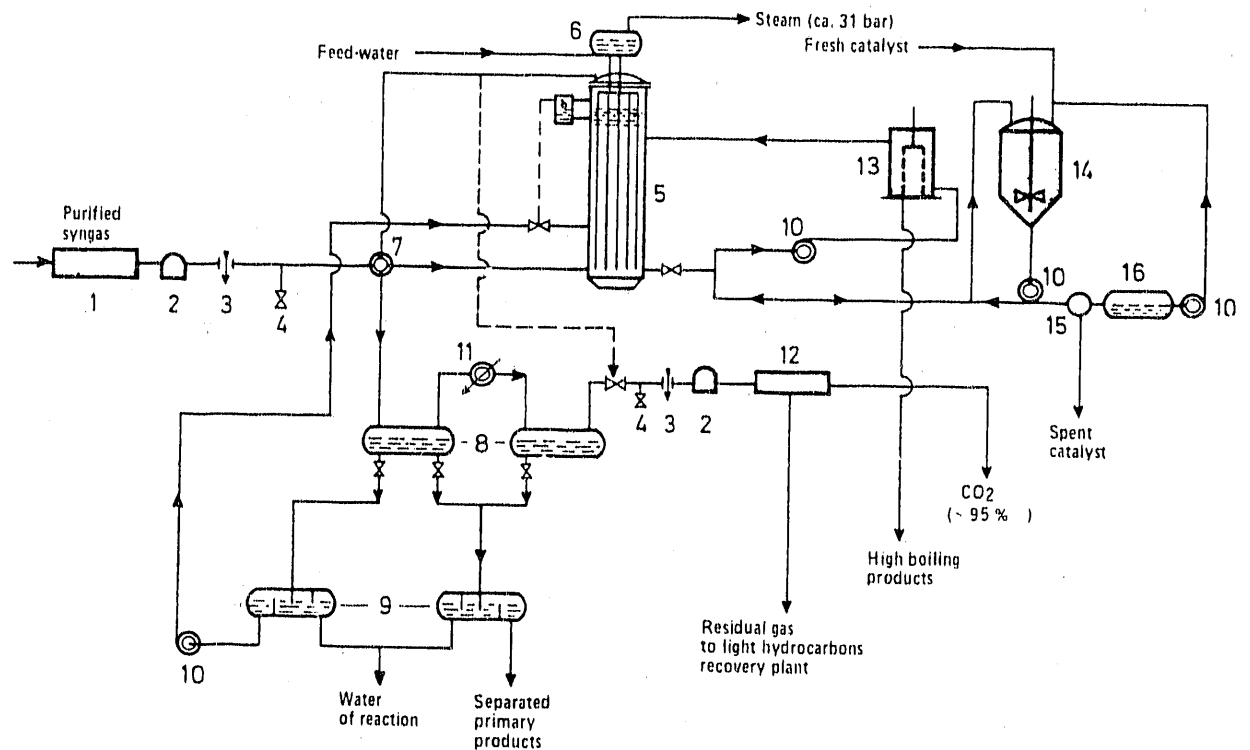 Steam (ca. 31 bar)
Feed-water
Fresh catalyst
6
13
14
5
Purified
syngas
7
10
10
16
1
2
3
4
15
10
11
12
8
4
3
2
Spent
catalyst
CO2
(~ 95 % )
High boiling
products
9
Residual gas
to light hydrocarbons
recovery plant
10
Water
of reaction
Separated
primary
products